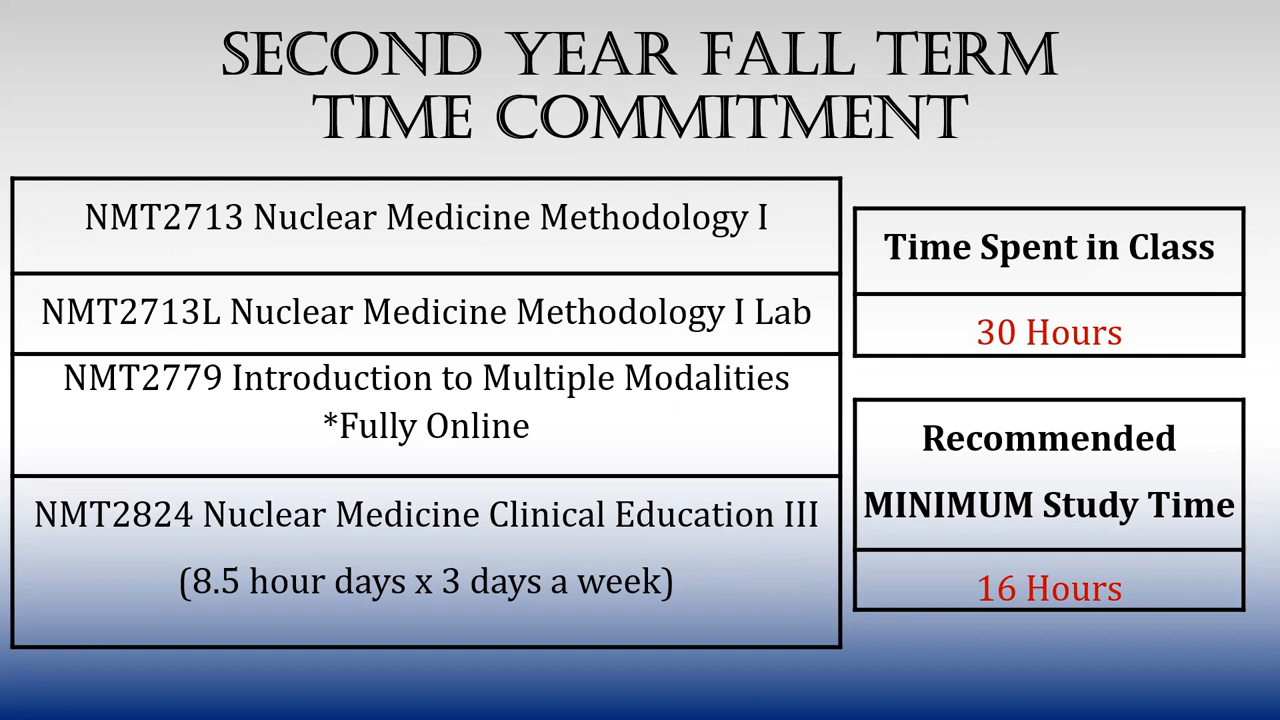 SECOND YEAR FALL TERM
TIME COMMITMENT
NMT2713 Nuclear Medicine Methodology I
NMT2713L Nuclear Medicine Methodology I Lab
NMT2779 Introduction to Multiple Modalities
*Fully Online
NMT2824 Nuclear Medicine Clinical Education III
(8.5 hour days x 3 days a week)
Time Spent in Class
30 Hours
Recommended
MINIMUM Study Time
16 Hours